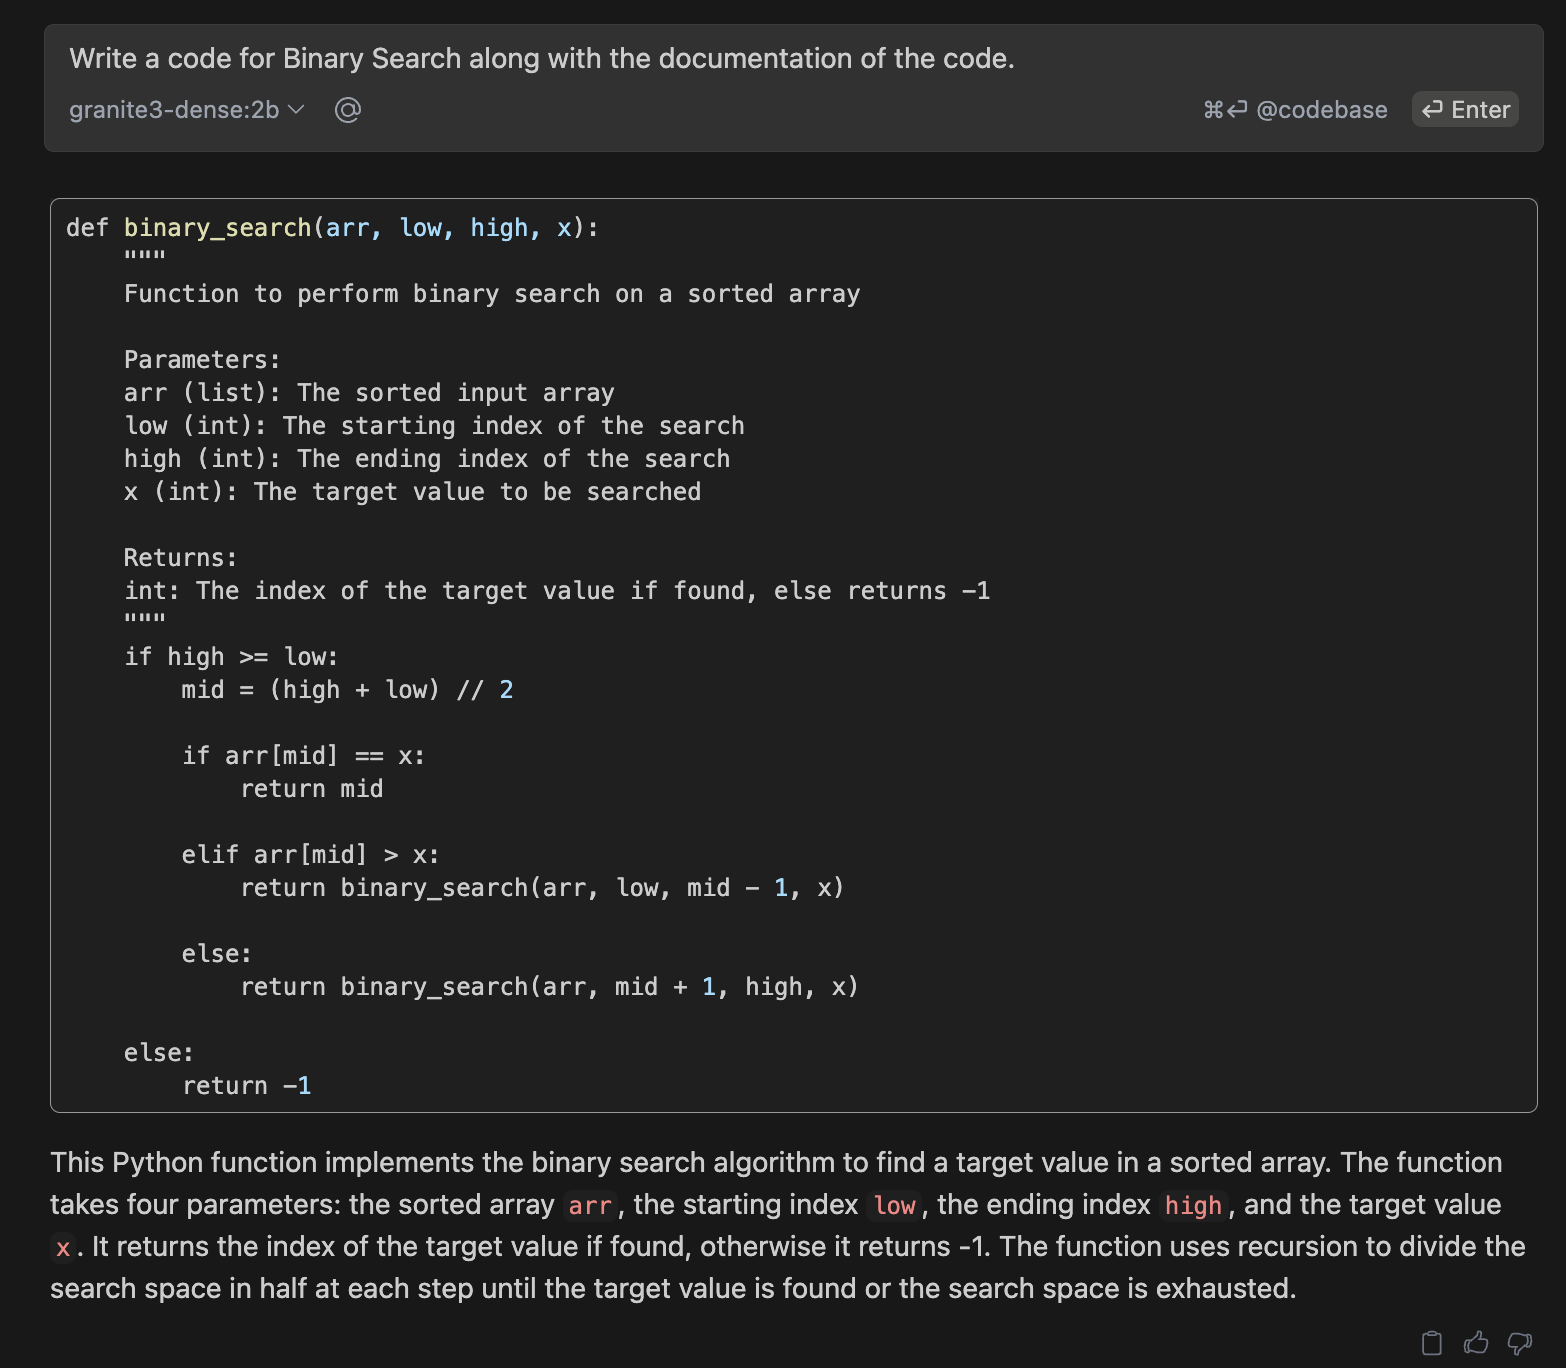 Write a code for Binary Search along with the documentation of the code.
granite3-dense:2b @ ⌘⏎ @codebase ⏎ Enter
def binary_search(arr, low, high, x):
    """
    Function to perform binary search on a sorted array

    Parameters:
    arr (list): The sorted input array
    low (int): The starting index of the search
    high (int): The ending index of the search
    x (int): The target value to be searched

    Returns:
    int: The index of the target value if found, else returns -1
    """
    if high >= low:
        mid = (high + low) // 2

        if arr[mid] == x:
            return mid

        elif arr[mid] > x:
            return binary_search(arr, low, mid - 1, x)

        else:
            return binary_search(arr, mid + 1, high, x)

    else:
        return -1
This Python function implements the binary search algorithm to find a target value in a sorted array. The function
takes four parameters: the sorted array arr, the starting index low, the ending index high, and the target value
x. It returns the index of the target value if found, otherwise it returns -1. The function uses recursion to divide the
search space in half at each step until the target value is found or the search space is exhausted.